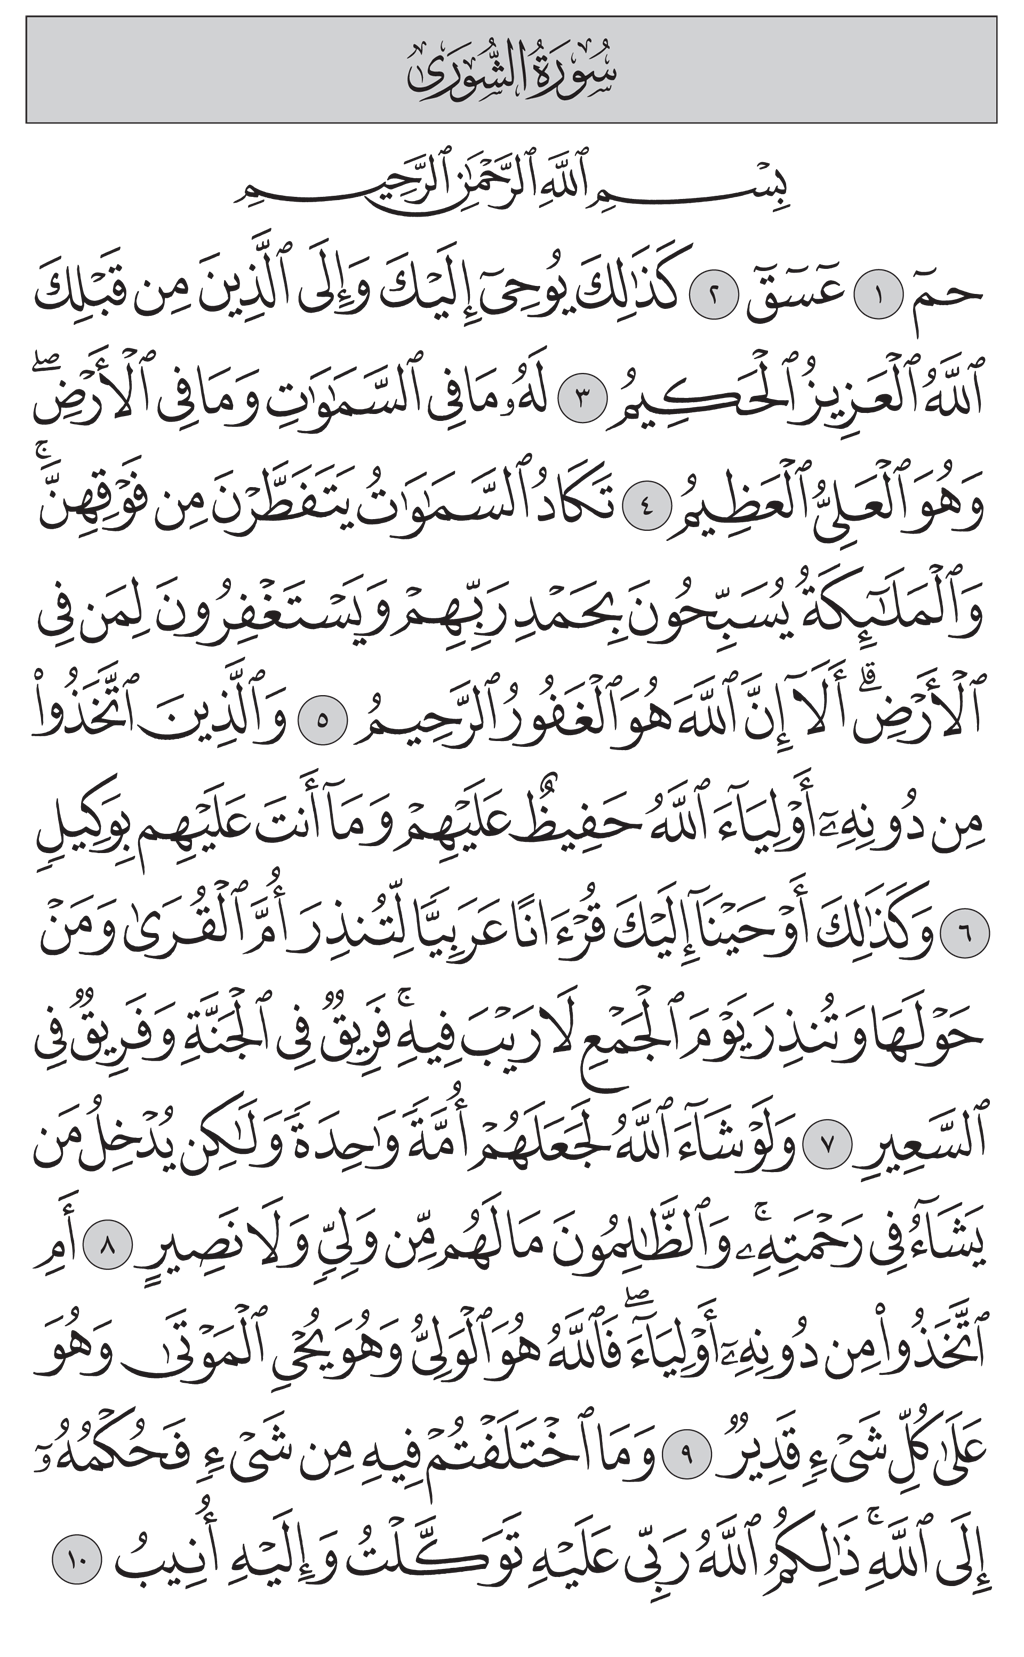 سُورَةُ الشُّورَىٰ
بِسْمِ ٱللَّهِ ٱلرَّحْمَٰنِ ٱلرَّحِيمِ
حمٓ ١ عٓسٓقٓ ٢ كَذَٰلِكَ يُوحِىٓ إِلَيْكَ وَإِلَى ٱلَّذِينَ مِن قَبْلِكَ
ٱللَّهُ ٱلْعَزِيزُ ٱلْحَكِيمُ ٣ لَهُۥ مَا فِى ٱلسَّمَٰوَٰتِ وَمَا فِى ٱلْأَرْضِ ۖ
وَهُوَ ٱلْعَلِىُّ ٱلْعَظِيمُ ٤ تَكَادُ ٱلسَّمَٰوَٰتُ يَتَفَطَّرْنَ مِن فَوْقِهِنَّ ۚ
وَٱلْمَلَٰٓئِكَةُ يُسَبِّحُونَ بِحَمْدِ رَبِّهِمْ وَيَسْتَغْفِرُونَ لِمَن فِى
ٱلْأَرْضِ ۗ أَلَآ إِنَّ ٱللَّهَ هُوَ ٱلْغَفُورُ ٱلرَّحِيمُ ٥ وَٱلَّذِينَ ٱتَّخَذُوا۟
مِن دُونِهِۦٓ أَوْلِيَآءَ ٱللَّهُ حَفِيظٌ عَلَيْهِمْ وَمَآ أَنتَ عَلَيْهِم بِوَكِيلٍ
٦ وَكَذَٰلِكَ أَوْحَيْنَآ إِلَيْكَ قُرْءَانًا عَرَبِيًّا لِّتُنذِرَ أُمَّ ٱلْقُرَىٰ وَمَنْ
حَوْلَهَا وَتُنذِرَ يَوْمَ ٱلْجَمْعِ لَا رَيْبَ فِيهِ ۚ فَرِيقٌ فِى ٱلْجَنَّةِ وَفَرِيقٌ فِى
ٱلسَّعِيرِ ٧ وَلَوْ شَآءَ ٱللَّهُ لَجَعَلَهُمْ أُمَّةً وَٰحِدَةً وَلَٰكِن يُدْخِلُ مَن
يَشَآءُ فِى رَحْمَتِهِۦ ۚ وَٱلظَّٰلِمُونَ مَا لَهُم مِّن وَلِىٍّ وَلَا نَصِيرٍ ٨ أَمِ
ٱتَّخَذُوا۟ مِن دُونِهِۦٓ أَوْلِيَآءَ ۖ فَٱللَّهُ هُوَ ٱلْوَلِىُّ وَهُوَ يُحْىِ ٱلْمَوْتَىٰ وَهُوَ
عَلَىٰ كُلِّ شَىْءٍ قَدِيرٌ ٩ وَمَا ٱخْتَلَفْتُمْ فِيهِ مِن شَىْءٍ فَحُكْمُهُۥٓ
إِلَى ٱللَّهِ ۚ ذَٰلِكُمُ ٱللَّهُ رَبِّى عَلَيْهِ تَوَكَّلْتُ وَإِلَيْهِ أُنِيبُ ١٠